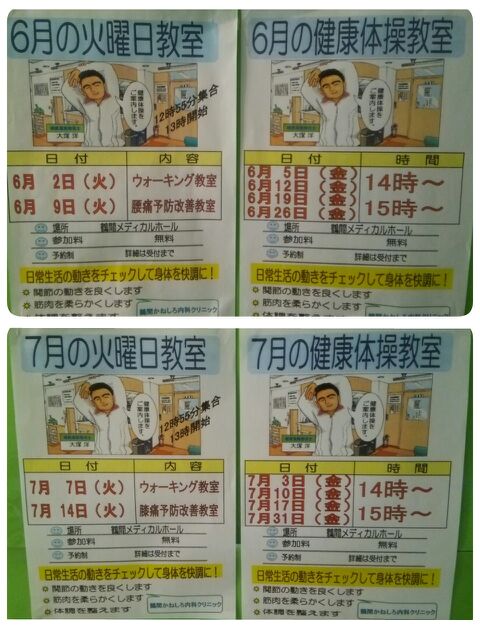 6月の火曜日教室
健康体操を
ご案内します。
12時55分集合
13時開始
大塚 洋
日付 内容
6月 2日(火) ウォーキング教室
6月 9日(火) 腰痛予防改善教室
場所 鶴間メディカルホール
参加料 無料
予約制 詳細は受付まで
日常生活の動きをチェックして身体を快調に!
関節の動きを良くします
筋肉を柔らかくします
体調を整えます
鶴間かねしろ内科クリニック
6月の健康体操教室
健康体操を
ご案内します。
大塚 洋
日付 時間
6月 5日(金)
6月12日(金)
6月19日(金)
6月26日(金)
14時〜
15時〜
場所 鶴間メディカルホール
参加料 無料
予約制 詳細は受付まで
日常生活の動きをチェックして身体を快調に!
関節の動きを良くします
筋肉を柔らかくします
体調を整えます
鶴間かねしろ内科クリニック
7月の火曜日教室
健康体操を
ご案内します。
12時55分集合
13時開始
大塚 洋
日付 内容
7月 7日(火) ウォーキング教室
7月 14日(火) 膝痛予防改善教室
場所 鶴間メディカルホール
参加料 無料
予約制 詳細は受付まで
日常生活の動きをチェックして身体を快調に!
関節の動きを良くします
筋肉を柔らかくします
体調を整えます
鶴間かねしろ内科クリニック
7月の健康体操教室
健康体操を
ご案内します。
大塚 洋
日付 時間
7月 3日(金)
7月10日(金)
7月17日(金)
7月31日(金)
14時〜
15時〜
場所 鶴間メディカルホール
参加料 無料
予約制 詳細は受付まで
日常生活の動きをチェックして身体を快調に!
関節の動きを良くします
筋肉を柔らかくします
体調を整えます
鶴間かねしろ内科クリニック